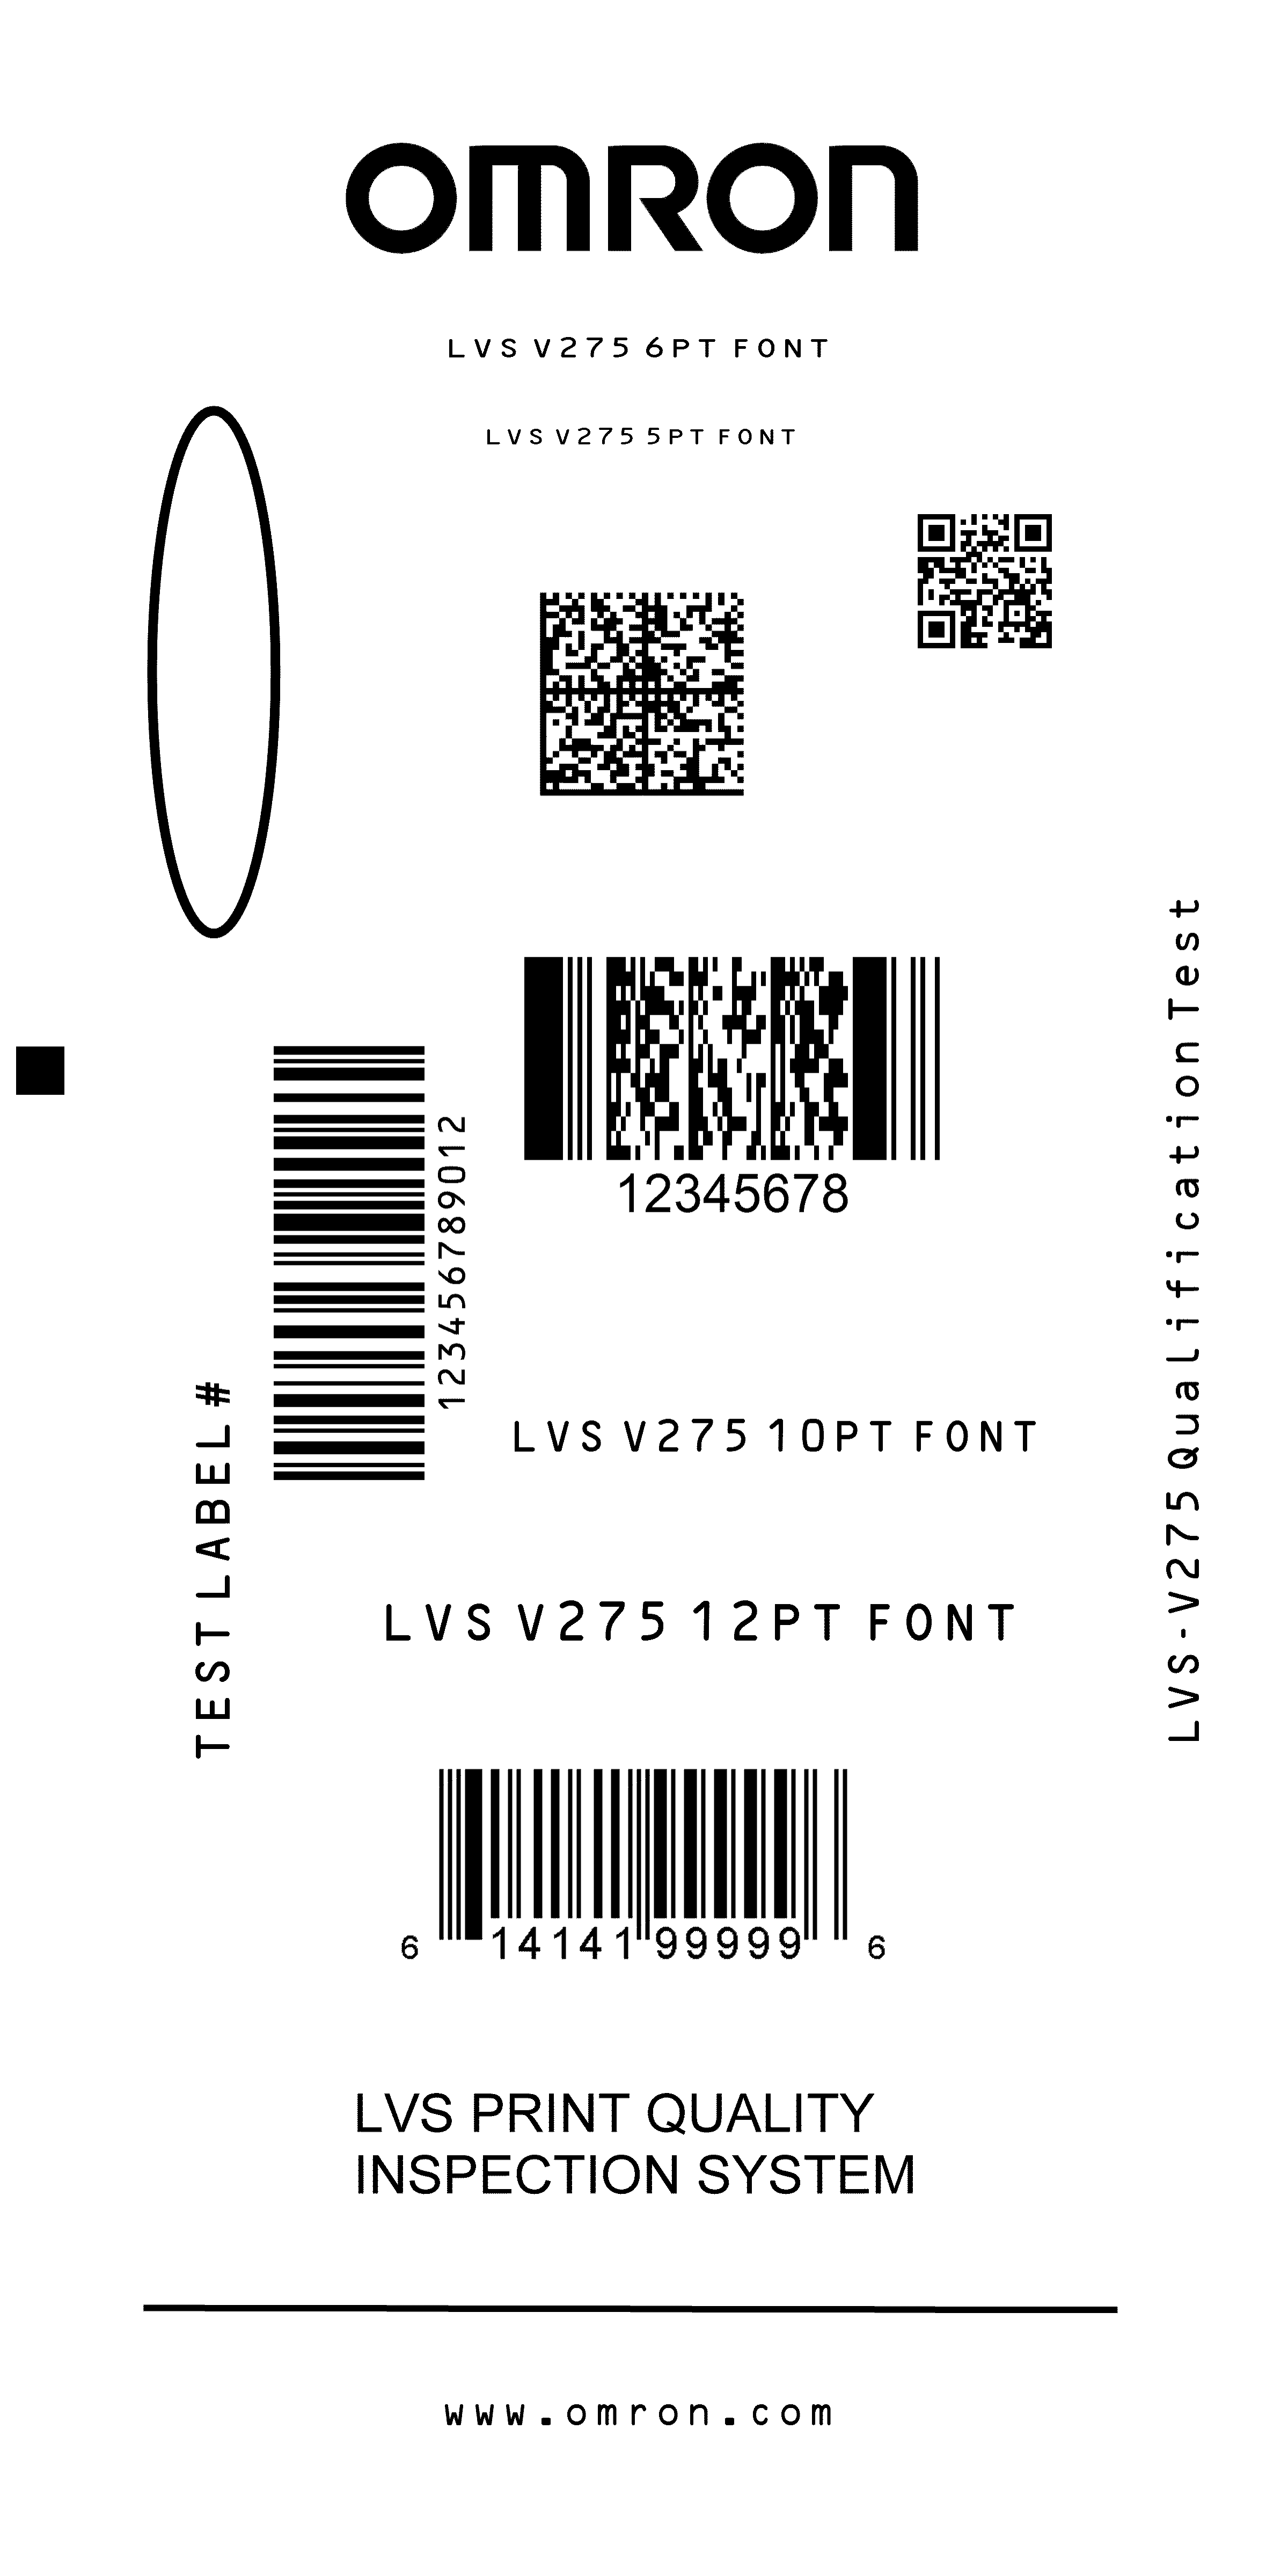 OMRON
LVS V275 6PT FONT
LVS V275 5PT FONT
12345678
123456789012
LVS V275 10PT FONT
TEST LABEL #
LVS-V275 Qualification Test
LVS V275 12PT FONT
6 14141 99999 6
LVS PRINT QUALITY
INSPECTION SYSTEM
www.omron.com